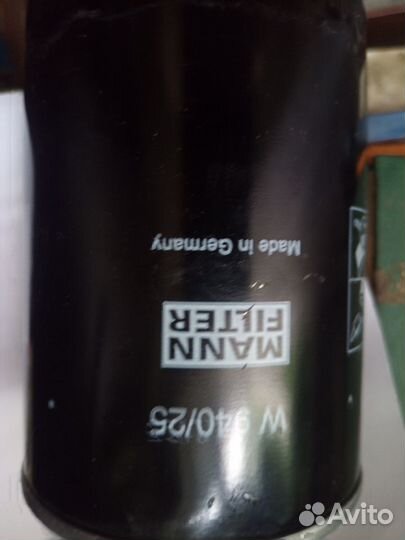 W 940/25
MANN
FILTER
Made in Germany
Avito